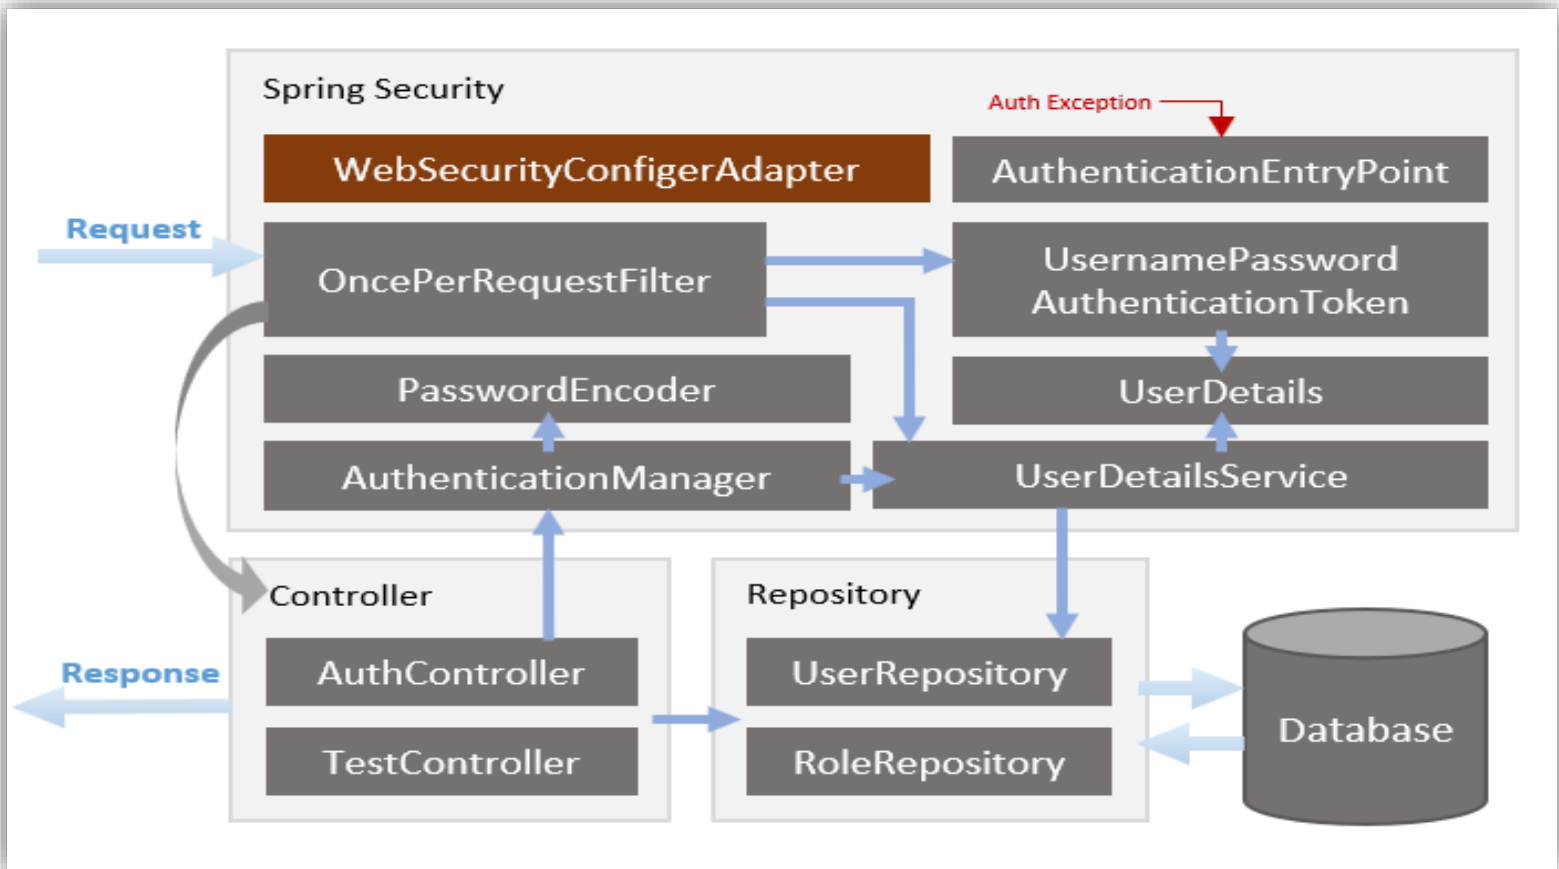 Spring Security
Auth Exception
WebSecurityConfigerAdapter
AuthenticationEntryPoint
Request
OncePerRequestFilter
UsernamePassword
AuthenticationToken
PasswordEncoder
UserDetails
AuthenticationManager
UserDetailsService
Controller
Repository
Response
AuthController
UserRepository
TestController
RoleRepository
Database